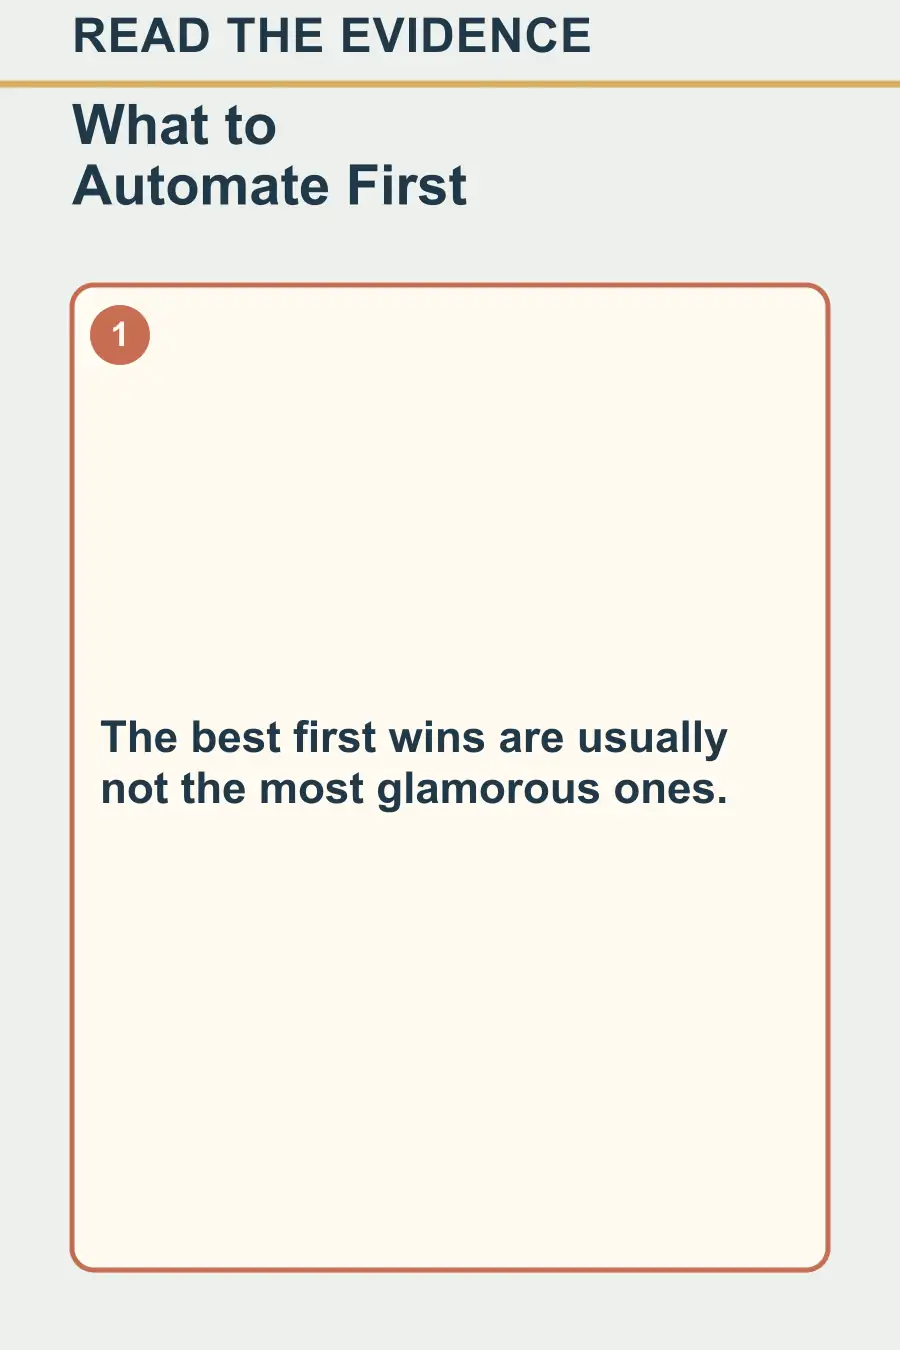 READ THE EVIDENCE
What to
Automate First
1
The best first wins are usually
not the most glamorous ones.